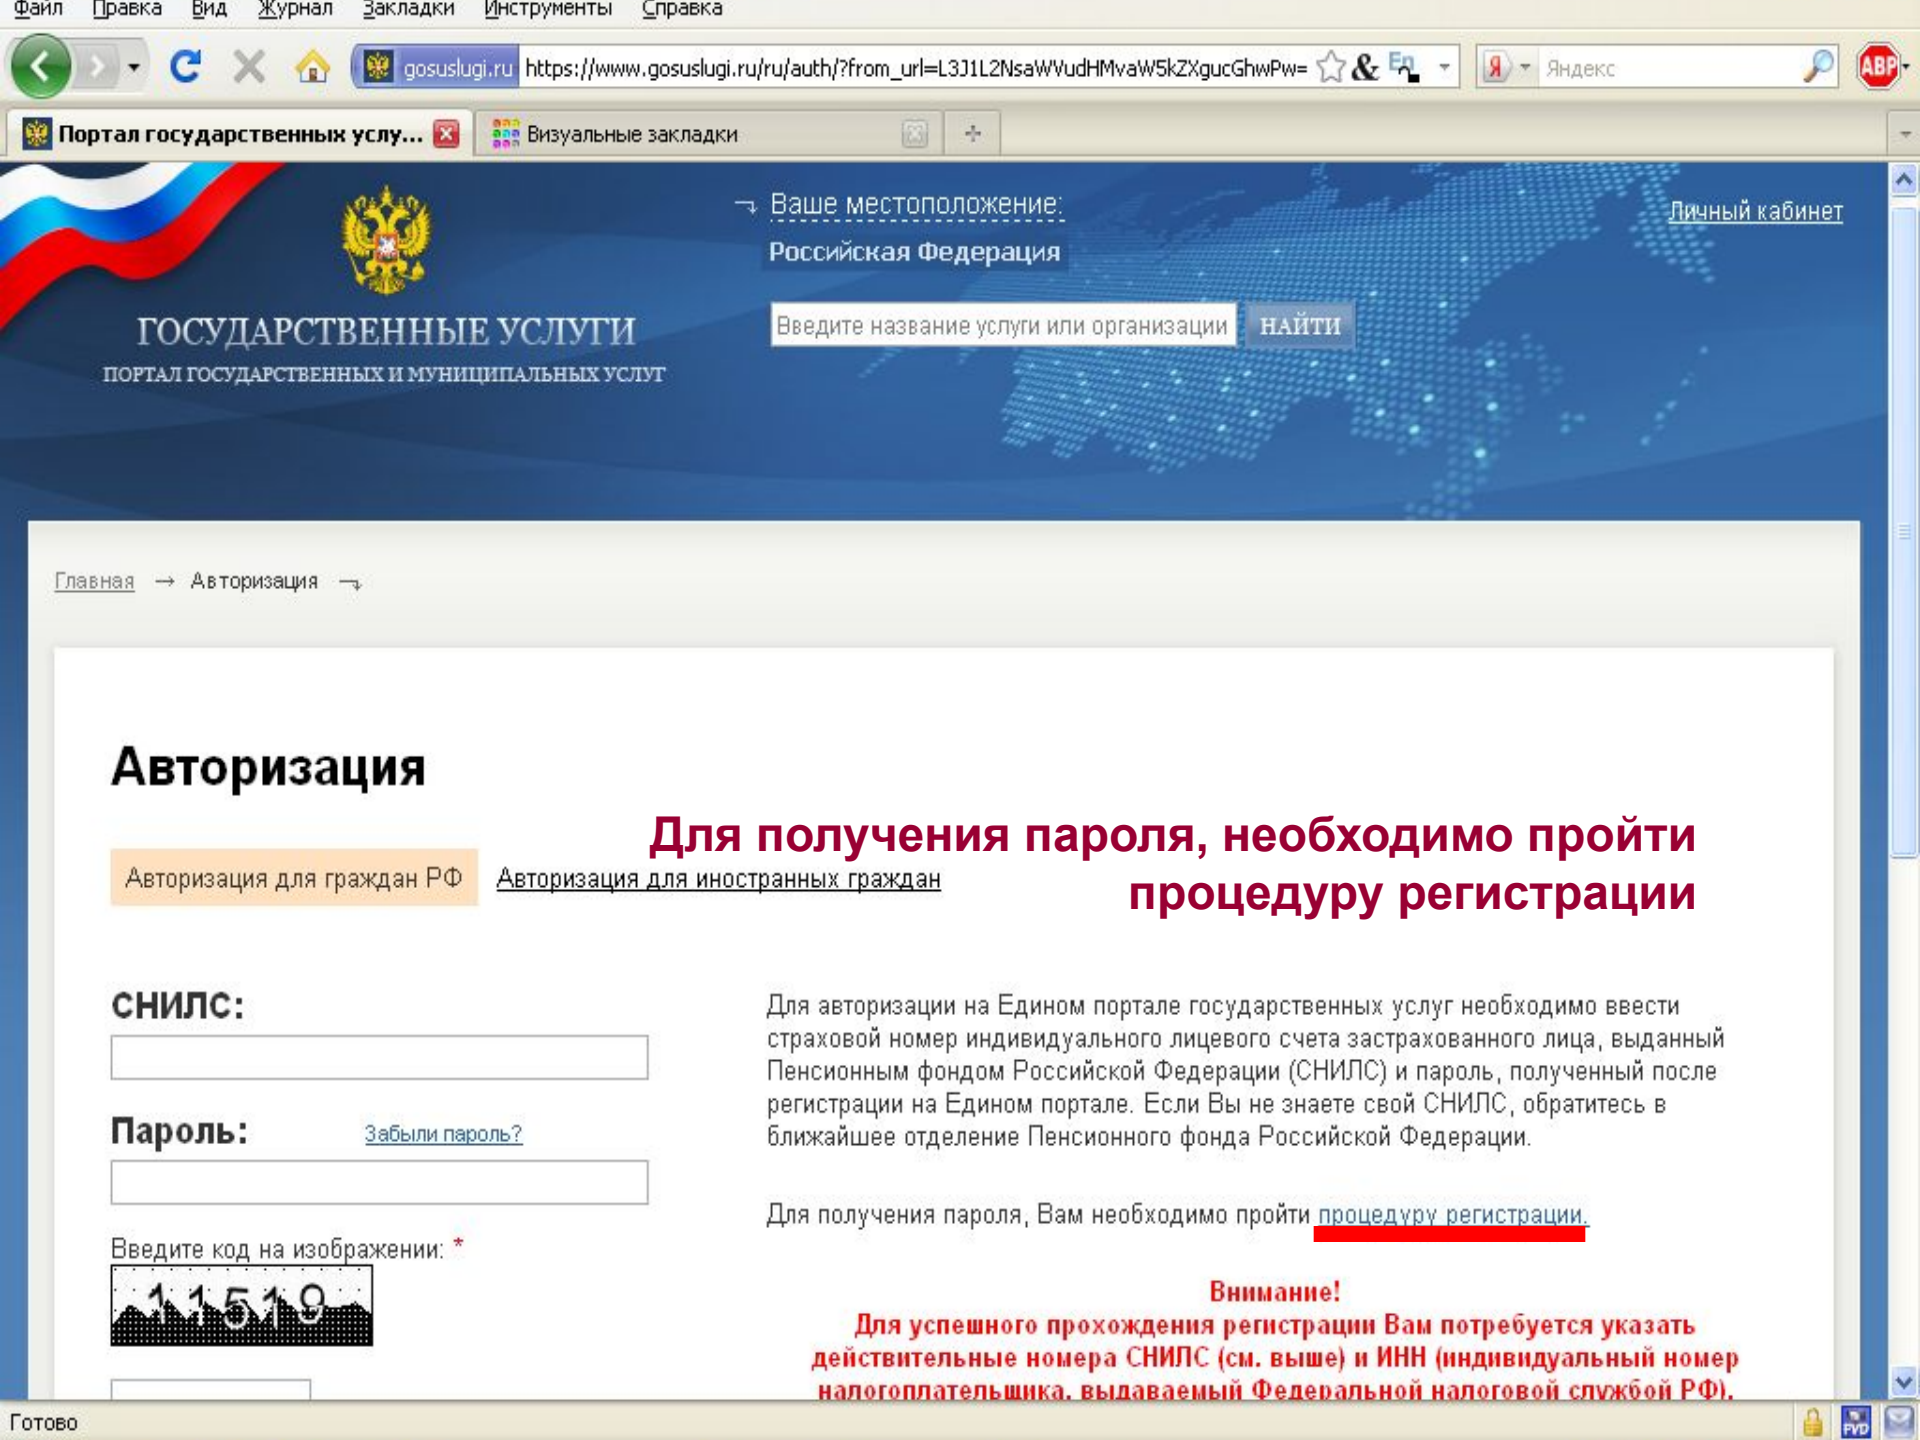 Файл Правка Вид Журнал Закладки Инструменты Справка
gosuslugi.ru https://www.gosuslugi.ru/ru/auth/?from_url=L3J1L2NsaWVudHMvaW5kZXgucGhwPw= Яндекс ABP
Портал государственных услу... Визуальные закладки
Ваше местоположение:
Личный кабинет
Российская Федерация
Введите название услуги или организации НАЙТИ
ГОСУДАРСТВЕННЫЕ УСЛУГИ
ПОРТАЛ ГОСУДАРСТВЕННЫХ И МУНИЦИПАЛЬНЫХ УСЛУГ
Главная → Авторизация
Авторизация
Для получения пароля, необходимо пройти
процедуру регистрации
Авторизация для граждан РФ Авторизация для иностранных граждан
СНИЛС:
Пароль: Забыли пароль?
Введите код на изображении: *
11519
Для авторизации на Едином портале государственных услуг необходимо ввести
страховой номер индивидуального лицевого счета застрахованного лица, выданный
Пенсионным фондом Российской Федерации (СНИЛС) и пароль, полученный после
регистрации на Едином портале. Если Вы не знаете свой СНИЛС, обратитесь в
ближайшее отделение Пенсионного фонда Российской Федерации.
Для получения пароля, Вам необходимо пройти процедуру регистрации.
Внимание!
Для успешного прохождения регистрации Вам потребуется указать
действительные номера СНИЛС (см. выше) и ИНН (индивидуальный номер
налогоплательщика, выдаваемый Федеральной налоговой службой РФ).
Готово